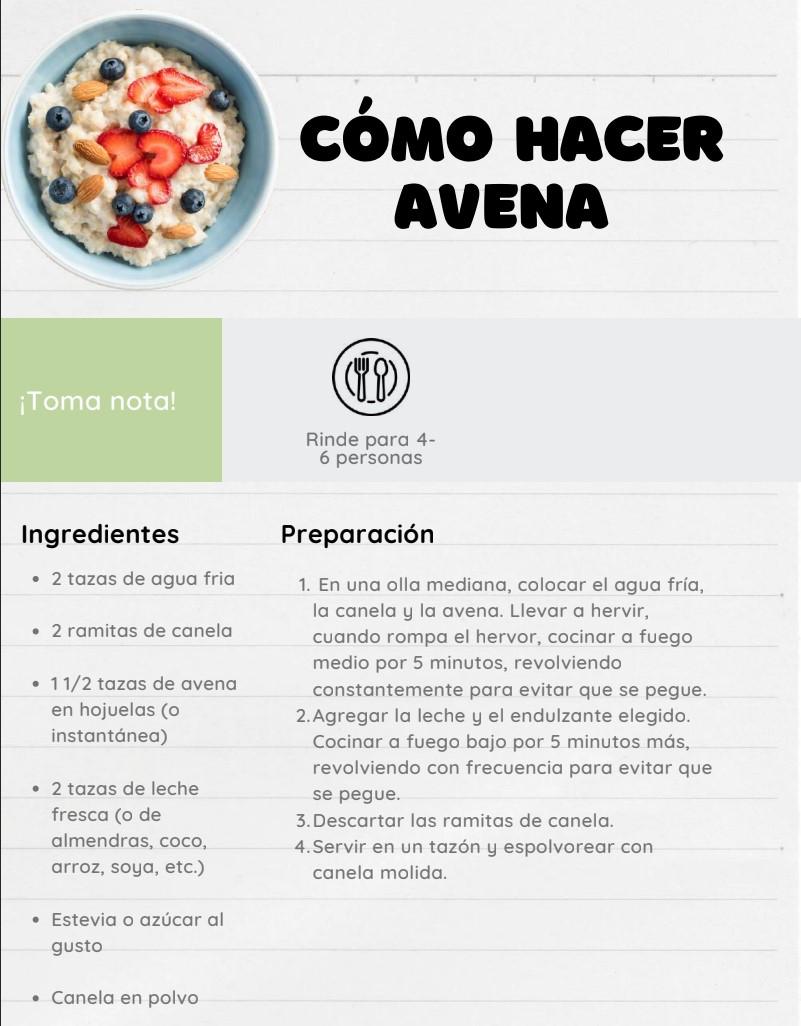 CÓMO HACER
AVENA
¡Toma nota!
Rinde para 4-
6 personas
Ingredientes
• 2 tazas de agua fria
• 2 ramitas de canela
• 1 1/2 tazas de avena
en hojuelas (o
instantánea)
• 2 tazas de leche
fresca (o de
almendras, coco,
arroz, soya, etc.)
• Estevia o azúcar al
gusto
• Canela en polvo
Preparación
1. En una olla mediana, colocar el agua fría,
la canela y la avena. Llevar a hervir,
cuando rompa el hervor, cocinar a fuego
medio por 5 minutos, revolviendo
constantemente para evitar que se pegue.
2. Agregar la leche y el endulzante elegido.
Cocinar a fuego bajo por 5 minutos más,
revolviendo con frecuencia para evitar que
se pegue.
3. Descartar las ramitas de canela.
4. Servir en un tazón y espolvorear con
canela molida.